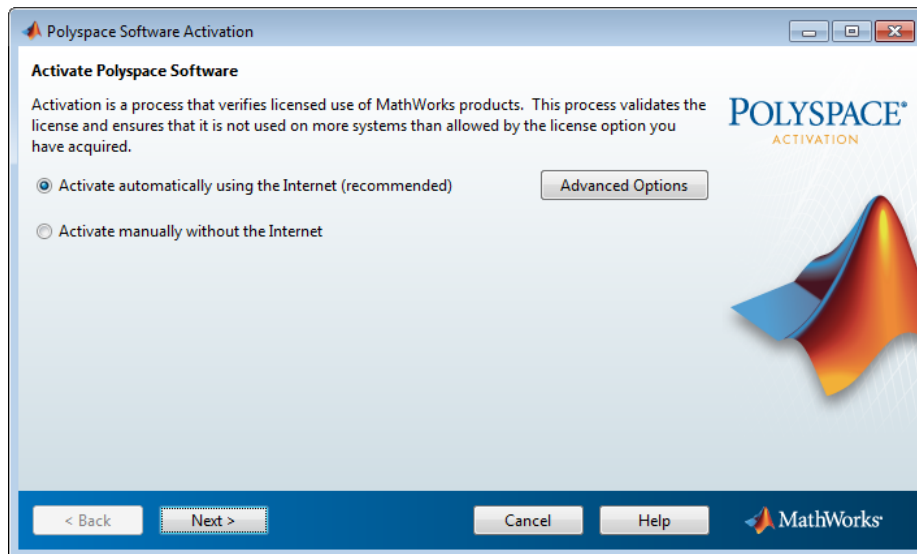 Polyspace Software Activation
Activate Polyspace Software
Activation is a process that verifies licensed use of MathWorks products. This process validates the
license and ensures that it is not used on more systems than allowed by the license option you
have acquired.
POLYSPACE®
ACTIVATION
Activate automatically using the Internet (recommended)
Advanced Options
Activate manually without the Internet
< Back
Next >
Cancel
Help
MathWorks®